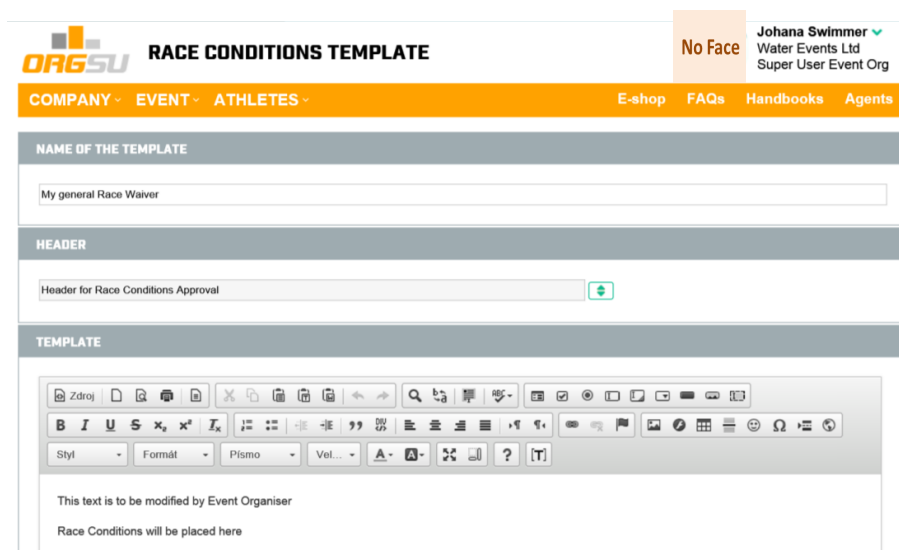 ORGSU
RACE CONDITIONS TEMPLATE
No Face
Johana Swimmer
Water Events Ltd
Super User Event Org
COMPANY EVENT ATHLETES E-shop FAQs Handbooks Agents
NAME OF THE TEMPLATE
My general Race Waiver
HEADER
Header for Race Conditions Approval
TEMPLATE
Zdroj
B I U S x₂ x² Tx
Styl Formát Písmo Vel... A A ? [T]
This text is to be modified by Event Organiser
Race Conditions will be placed here